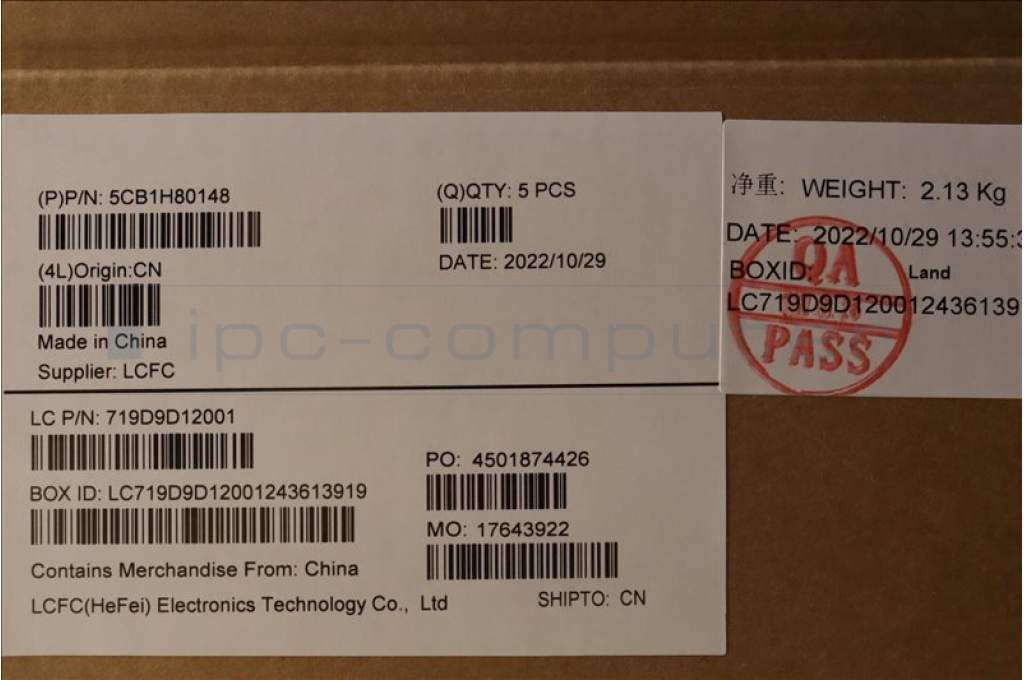 (P)P/N: 5CB1H80148
(Q)QTY: 5 PCS
(4L)Origin:CN
DATE: 2022/10/29
Made in China
Supplier: LCFC
LC P/N: 719D9D12001
PO: 4501874426
BOX ID: LC719D9D12001243613919
MO: 17643922
Contains Merchandise From: China
LCFC(HeFei) Electronics Technology Co., Ltd
SHIPTO: CN
净重: WEIGHT: 2.13 Kg
DATE: 2022/10/29 13:55:
BOXID: Land
LC719D9D120012436139
QA
PASS
ipc-compu